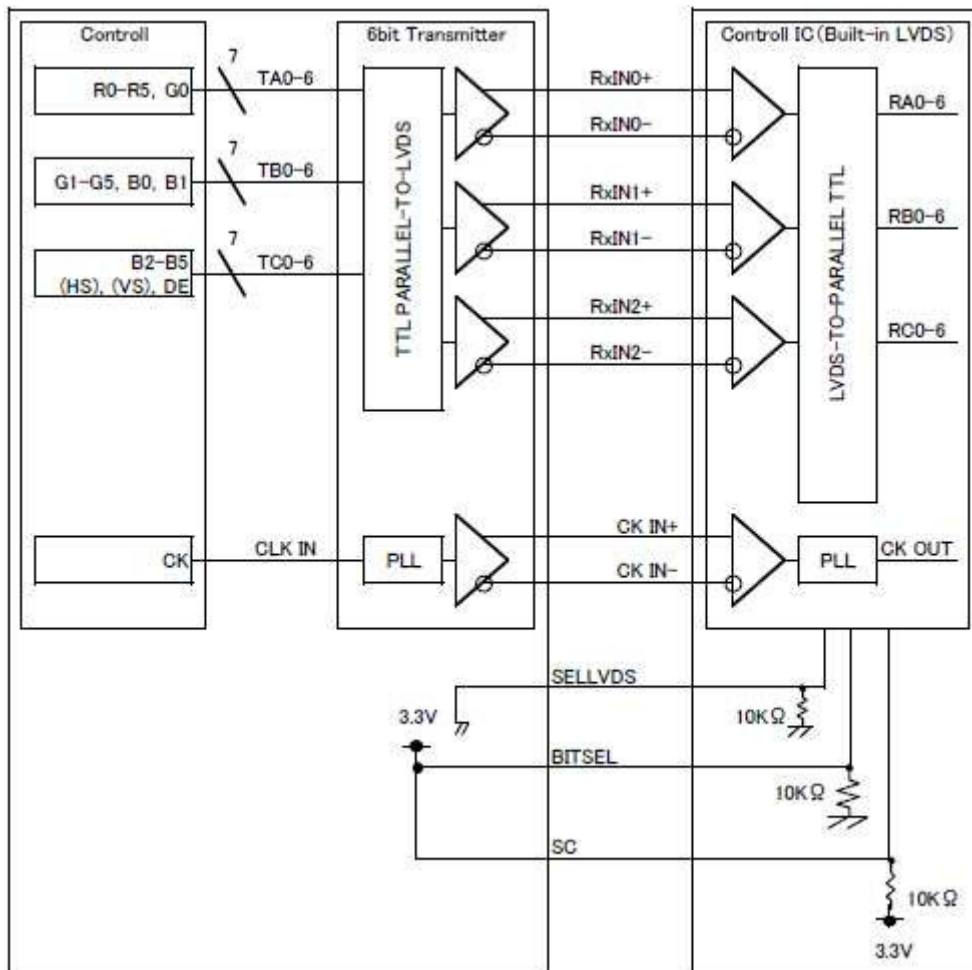 Controll
6bit Transmitter
Controll IC(Built-in LVDS)
R0-R5, G0
7
TA0-6
RxIN0+
RxIN0-
RA0-6
G1-G5, B0, B1
7
TB0-6
RxIN1+
RxIN1-
RB0-6
B2-B5
(HS), (VS), DE
7
TC0-6
RxIN2+
RxIN2-
RC0-6
TTL PARALLEL-TO-LVDS
LVDS-TO-PARALLEL TTL
CK
CLK IN
PLL
CK IN+
CK IN-
PLL
CK OUT
SELLVDS
10KΩ
3.3V
BITSEL
10KΩ
SC
10KΩ
3.3V